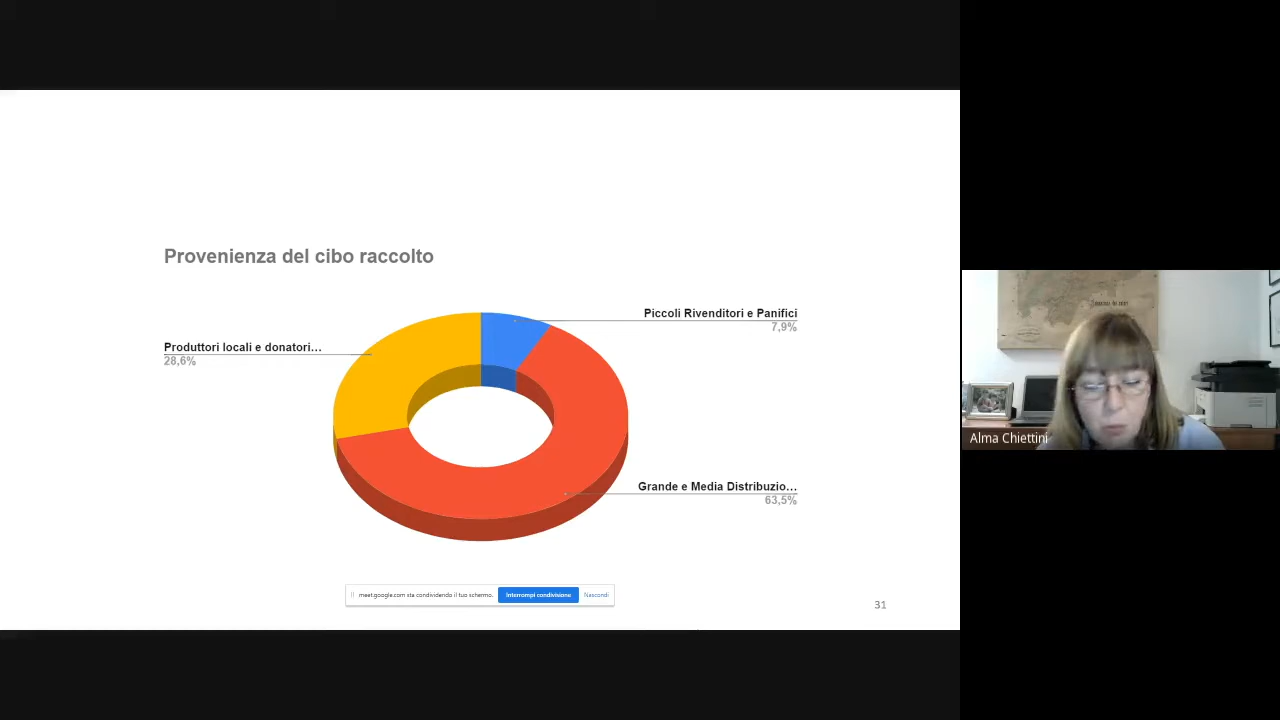 Provenienza del cibo raccolto
Piccoli Rivenditori e Panifici
7,9%
Produttori locali e donatori…
28,6%
Grande e Media Distribuzio…
63,5%
Alma Chiettini
meet.google.com sta condividendo il tuo schermo.
Interrompi condivisione
Nascondi
31